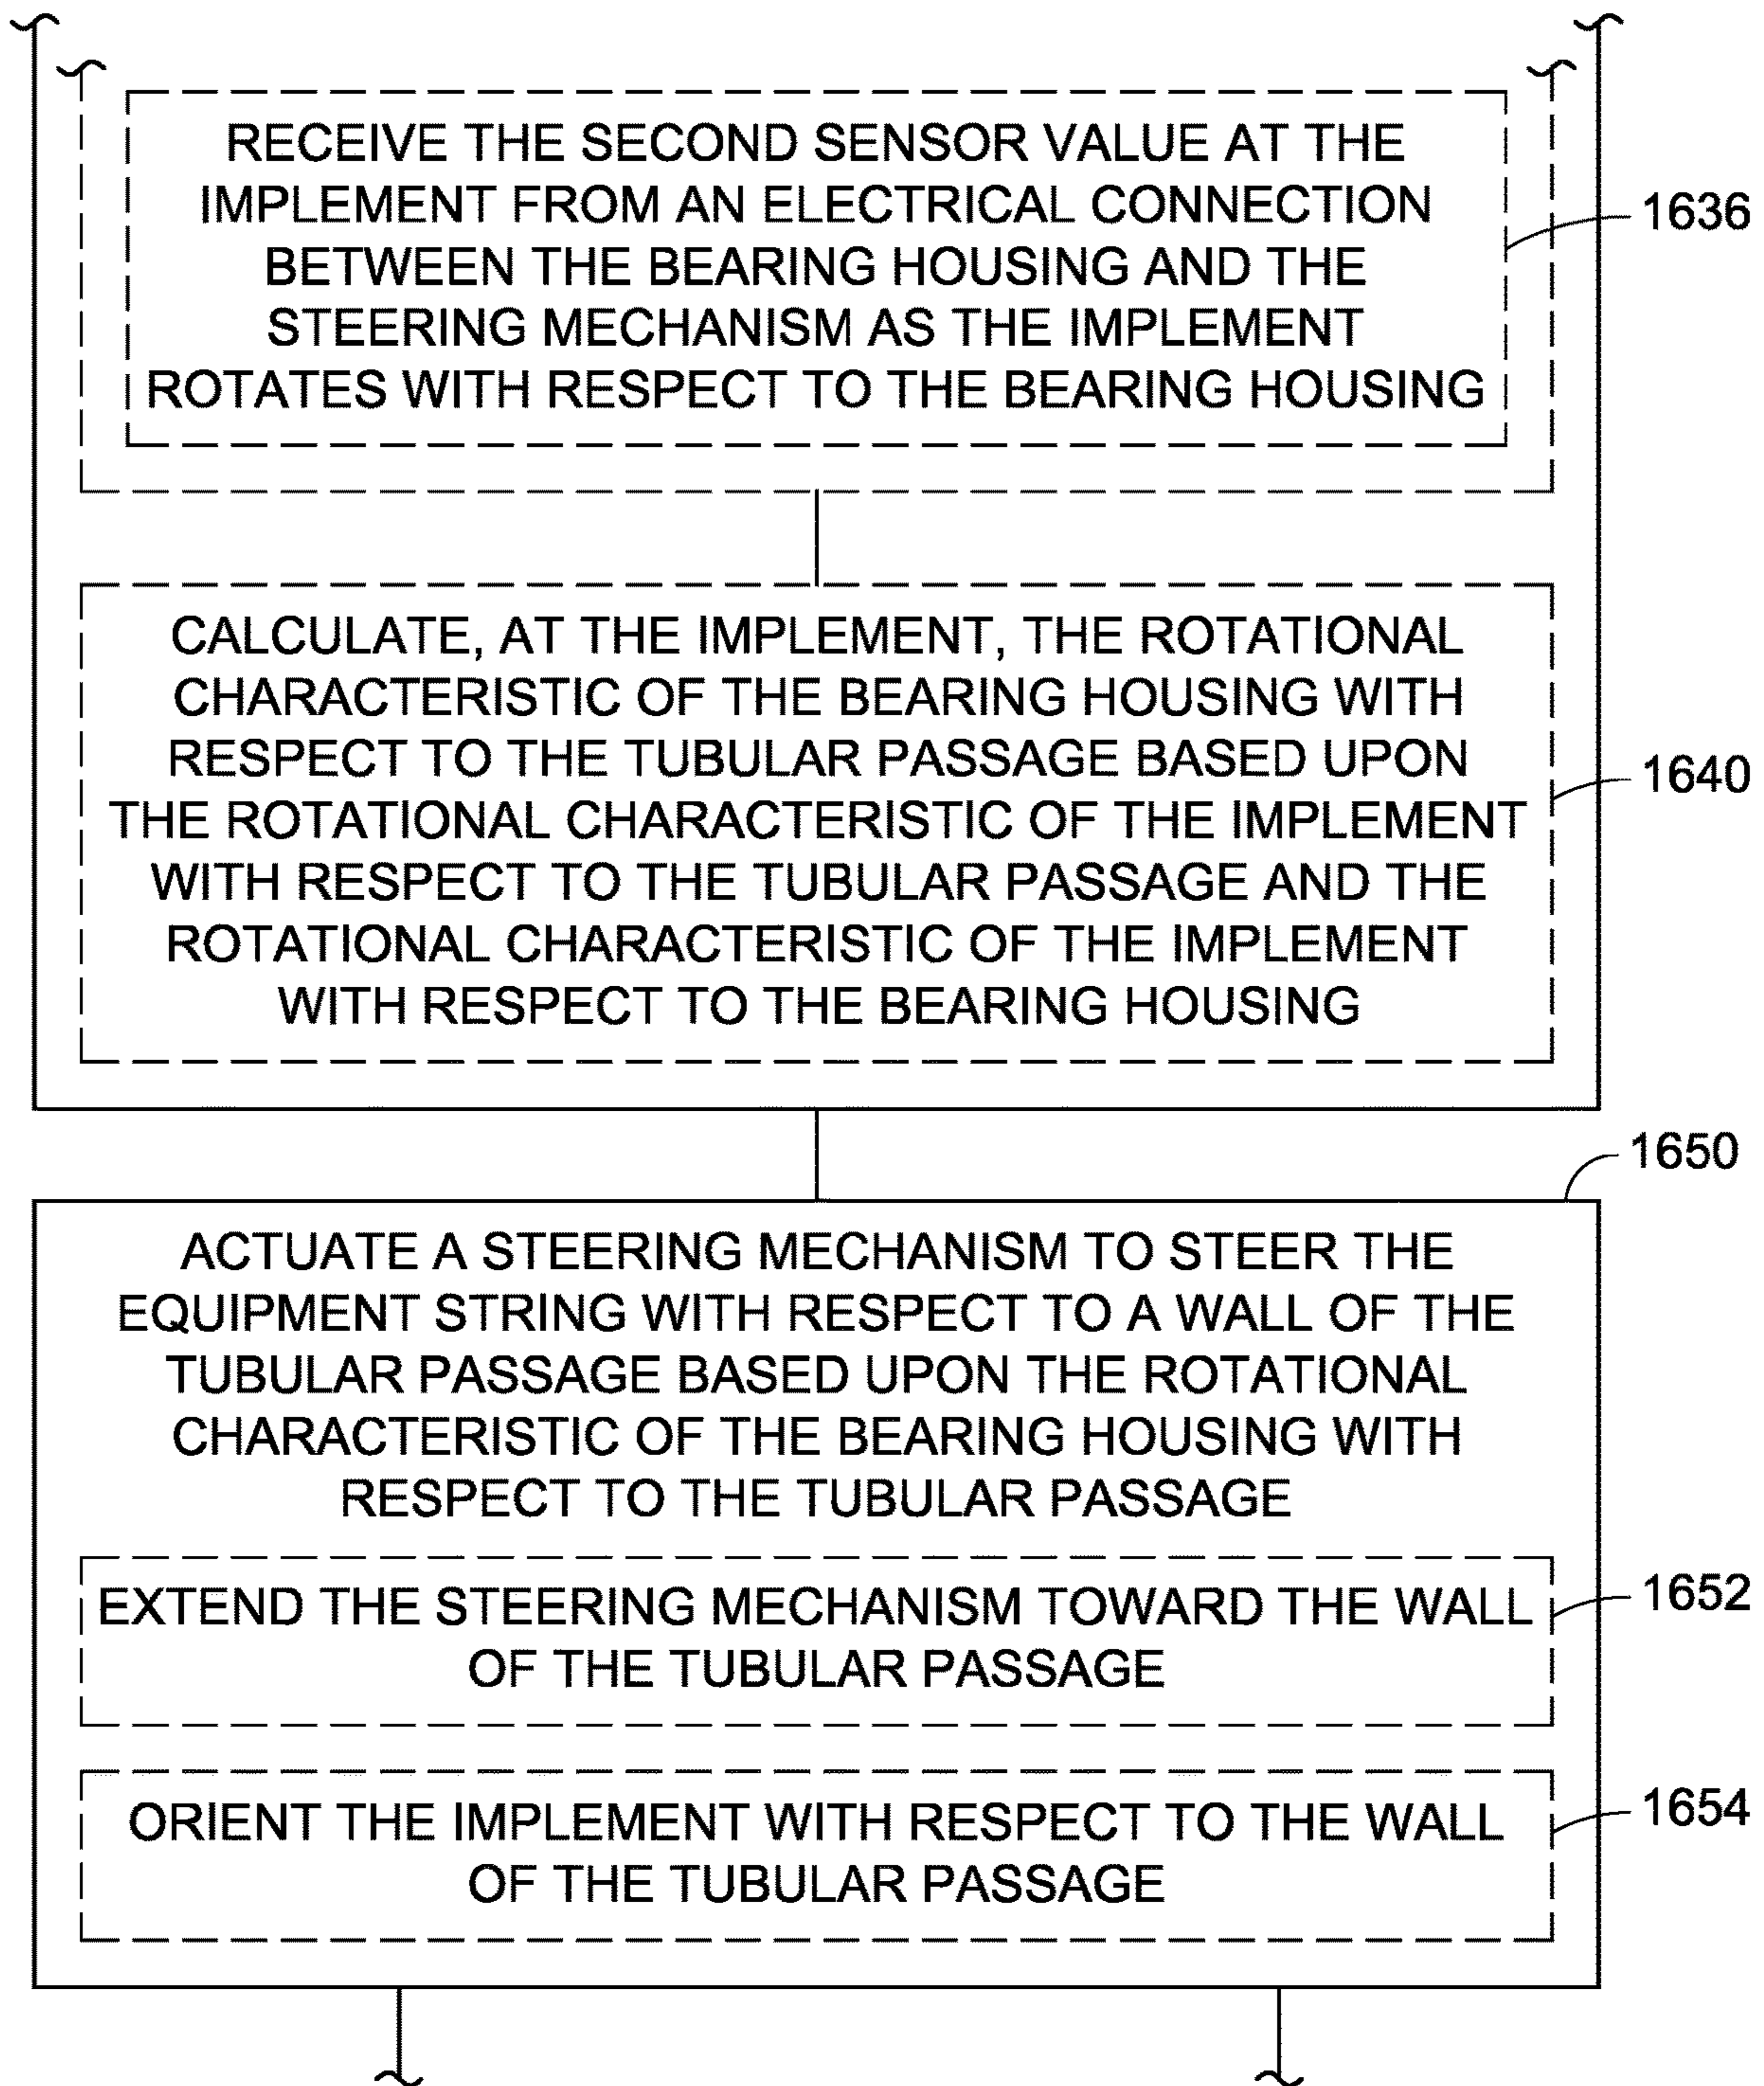 RECEIVE THE SECOND SENSOR VALUE AT THE
IMPLEMENT FROM AN ELECTRICAL CONNECTION
BETWEEN THE BEARING HOUSING AND THE
STEERING MECHANISM AS THE IMPLEMENT
ROTATES WITH RESPECT TO THE BEARING HOUSING
1636
CALCULATE, AT THE IMPLEMENT, THE ROTATIONAL
CHARACTERISTIC OF THE BEARING HOUSING WITH
RESPECT TO THE TUBULAR PASSAGE BASED UPON
THE ROTATIONAL CHARACTERISTIC OF THE IMPLEMENT
WITH RESPECT TO THE TUBULAR PASSAGE AND THE
ROTATIONAL CHARACTERISTIC OF THE IMPLEMENT
WITH RESPECT TO THE BEARING HOUSING
1640
1650
ACTUATE A STEERING MECHANISM TO STEER THE
EQUIPMENT STRING WITH RESPECT TO A WALL OF THE
TUBULAR PASSAGE BASED UPON THE ROTATIONAL
CHARACTERISTIC OF THE BEARING HOUSING WITH
RESPECT TO THE TUBULAR PASSAGE
EXTEND THE STEERING MECHANISM TOWARD THE WALL
OF THE TUBULAR PASSAGE
1652
ORIENT THE IMPLEMENT WITH RESPECT TO THE WALL
OF THE TUBULAR PASSAGE
1654